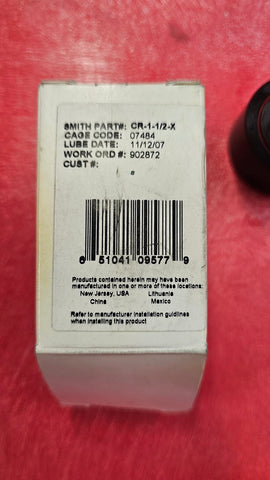 SMITH PART#: CR-1-1/2-X
CAGE CODE: 07484
LUBE DATE: 11/12/07
WORK ORD #: 902872
CUST #:
#
6 51041 09577 9
Products contained herein may have been
manufactured in one or more of these locations:
New Jersey, USA Lithuania
China Mexico
Refer to manufacturer installation guidlines
when installing this product